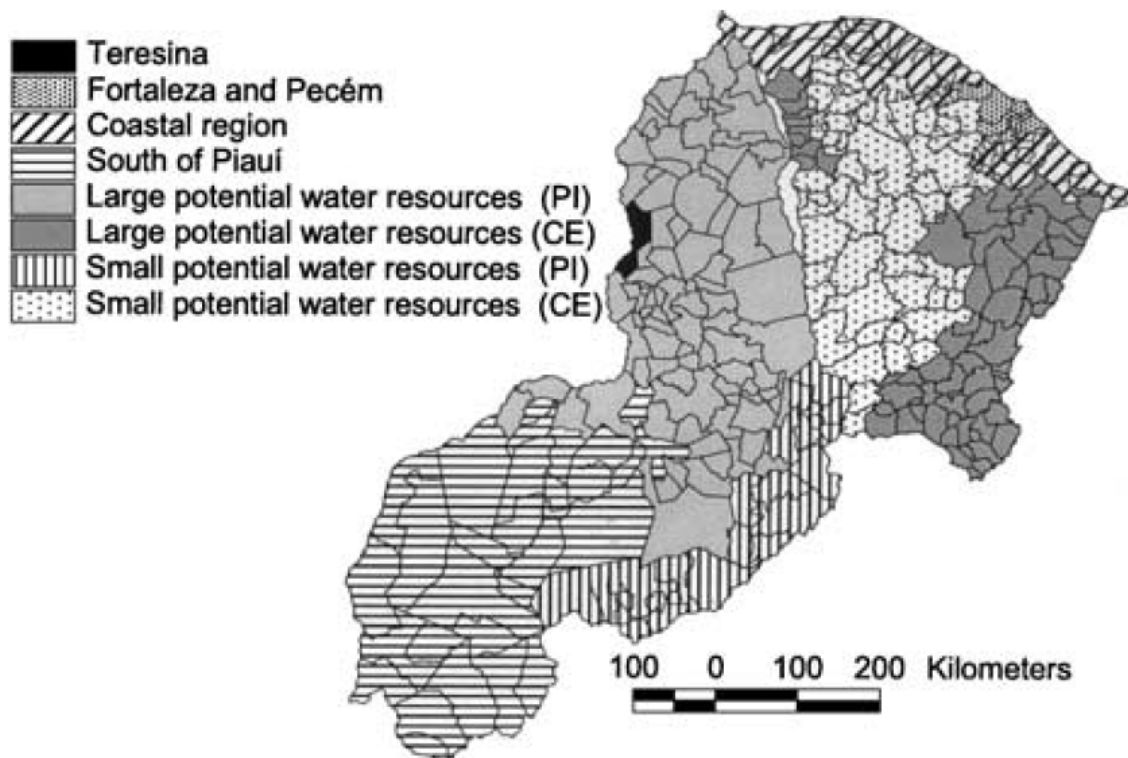 Teresina
Fortaleza and Pecém
Coastal region
South of Piauí
Large potential water resources (PI)
Large potential water resources (CE)
Small potential water resources (PI)
Small potential water resources (CE)
100 0 100 200 Kilometers